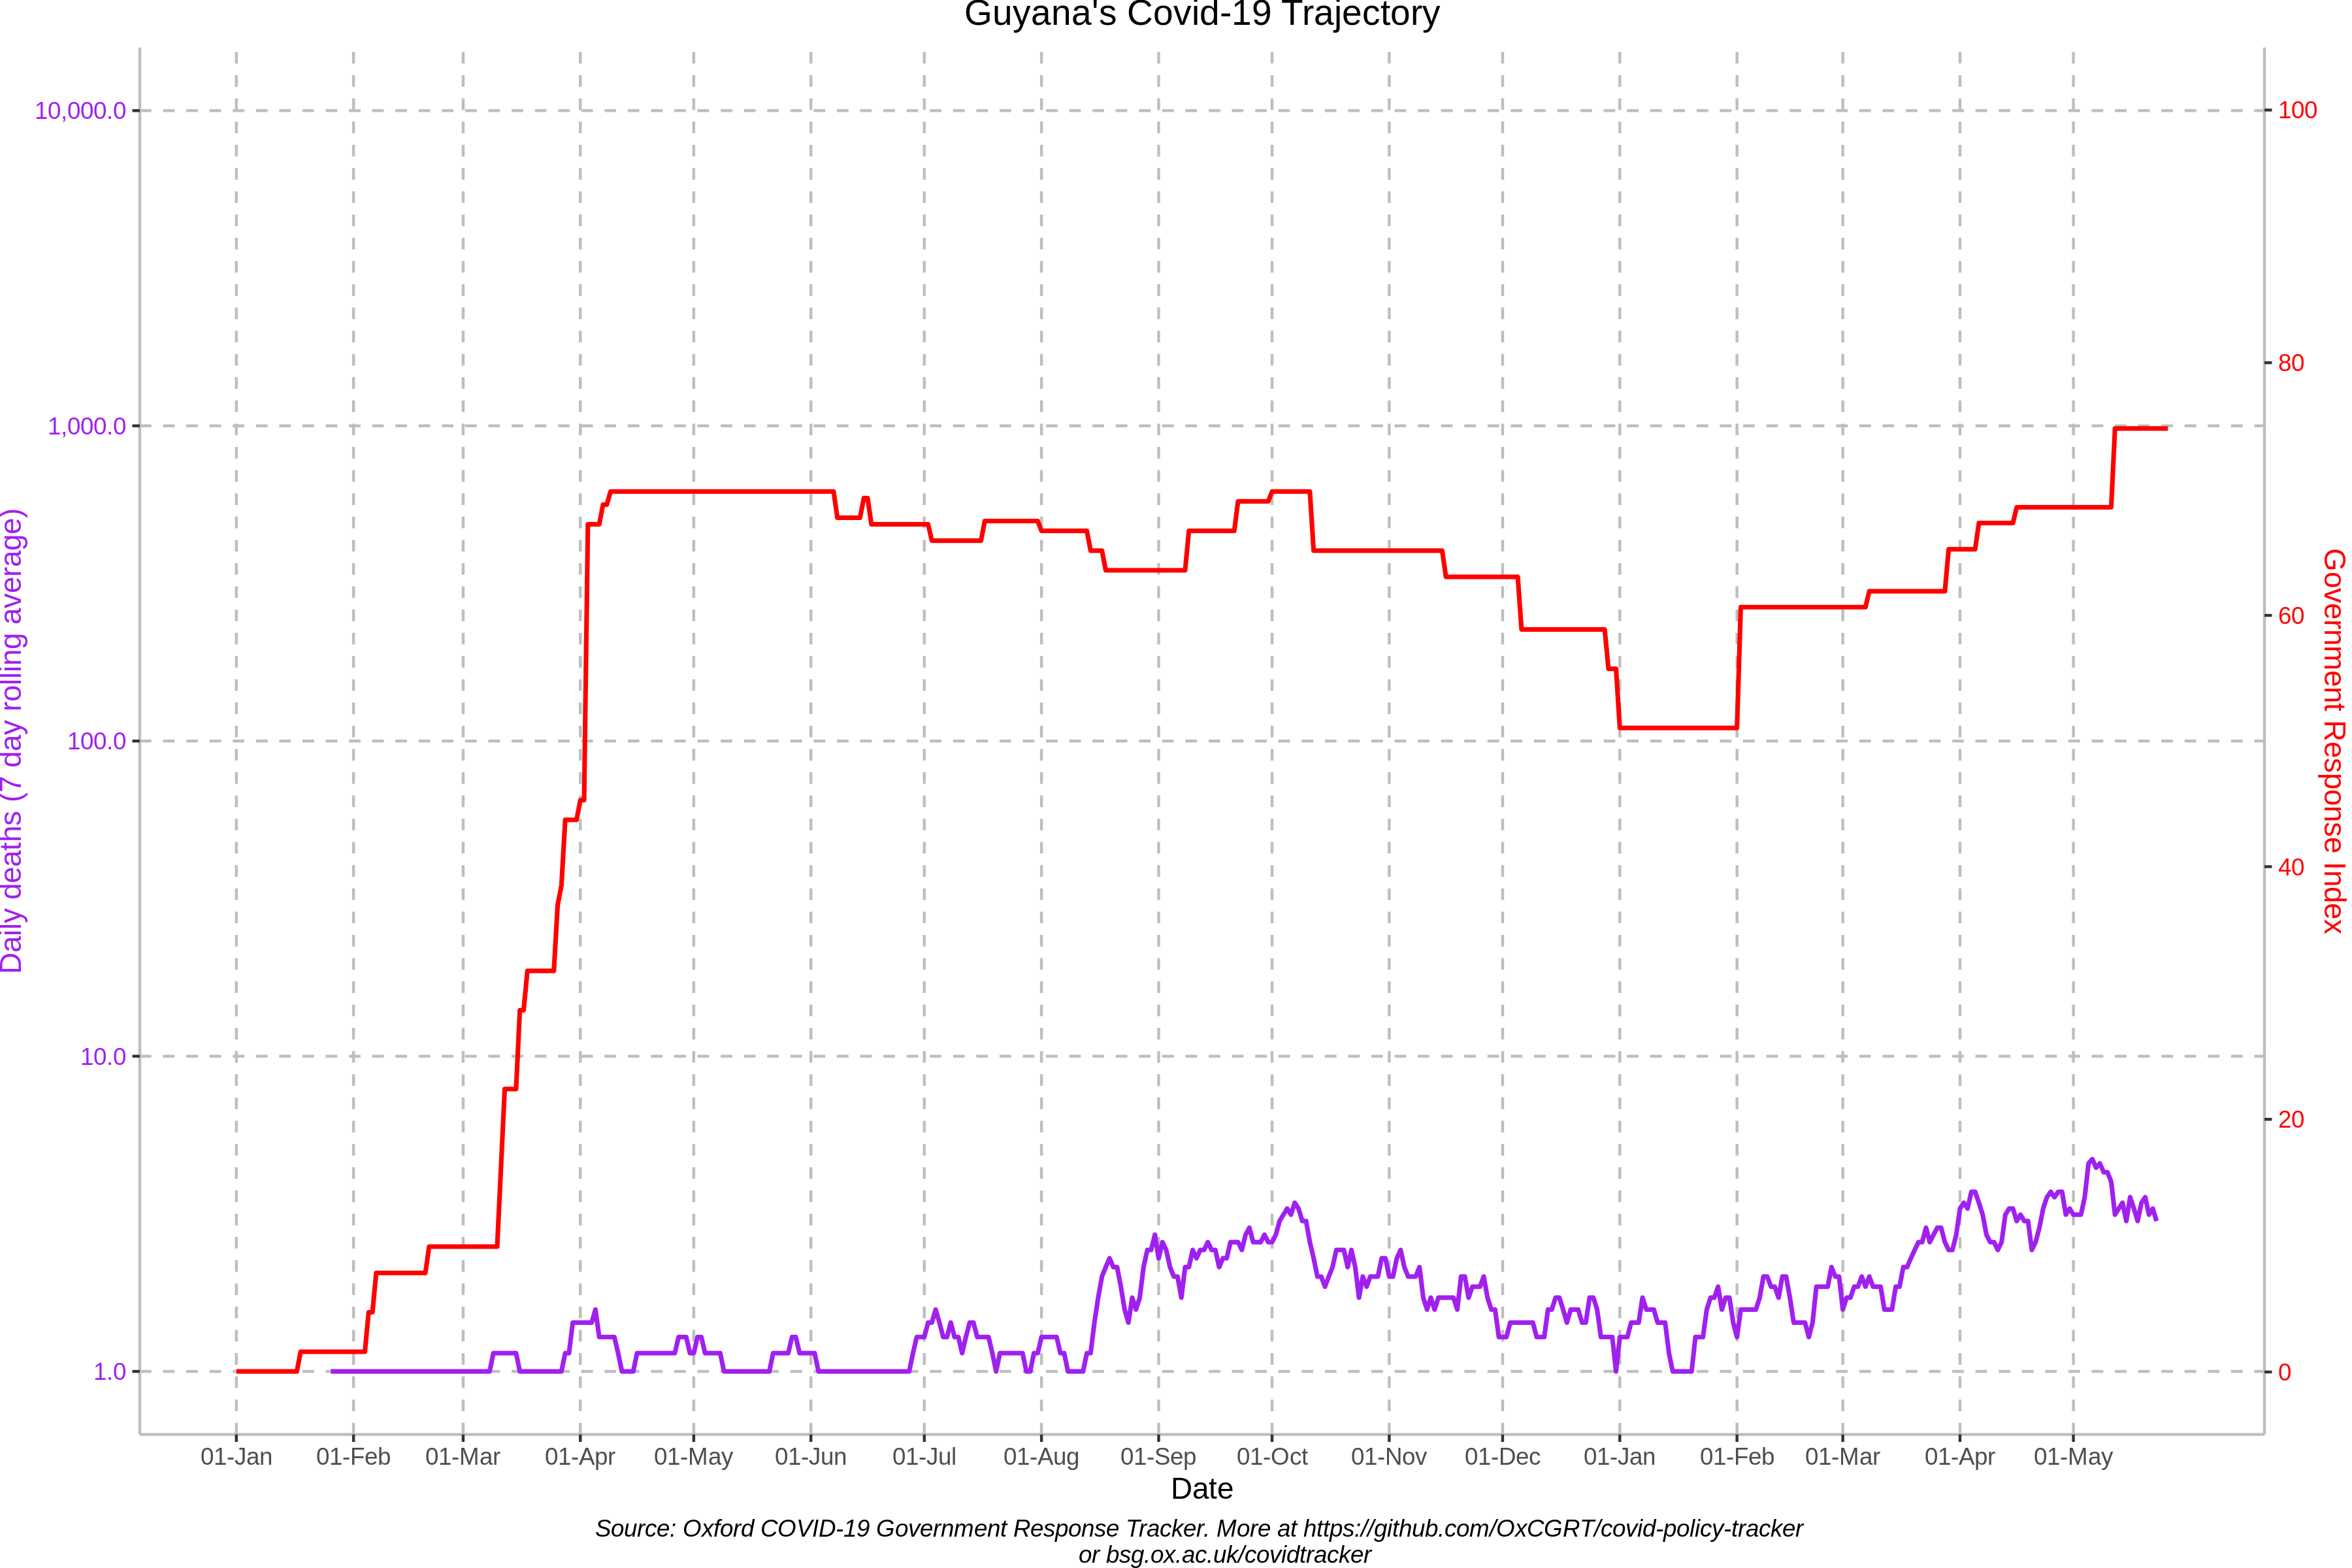 Guyana's Covid-19 Trajectory
10,000.0
1,000.0
100.0
10.0
1.0
Daily deaths (7 day rolling average)
100
80
60
40
20
0
Government Response Index
01-Jan 01-Feb 01-Mar 01-Apr 01-May 01-Jun 01-Jul 01-Aug 01-Sep 01-Oct 01-Nov 01-Dec 01-Jan 01-Feb 01-Mar 01-Apr 01-May
Date
Source: Oxford COVID-19 Government Response Tracker. More at https://github.com/OxCGRT/covid-policy-tracker
or bsg.ox.ac.uk/covidtracker